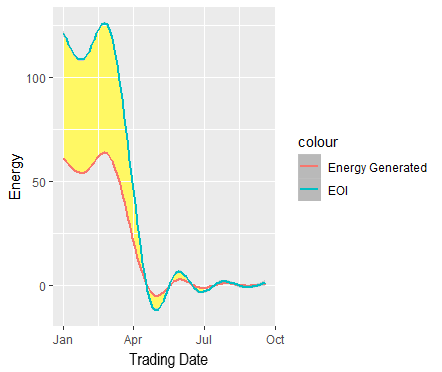 Energy
100
50
0
Jan
Apr
Jul
Oct
Trading Date
colour
Energy Generated
EOI